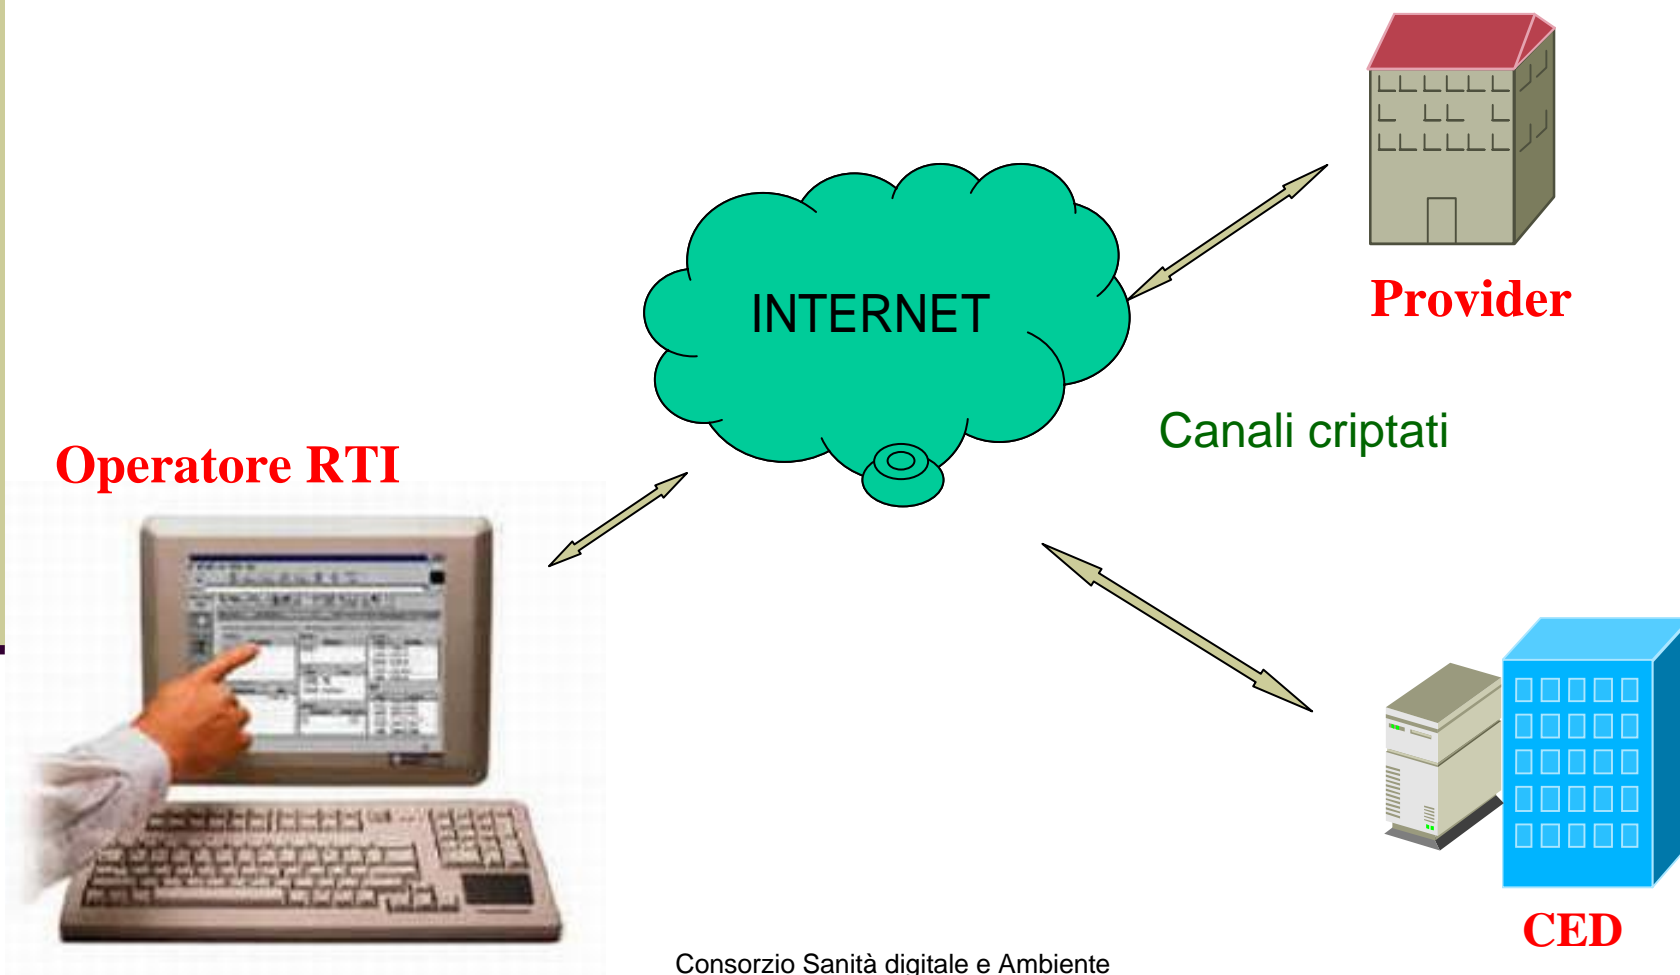 INTERNET
Provider
Canali criptati
Operatore RTI
CED
Consorzio Sanità digitale e Ambiente